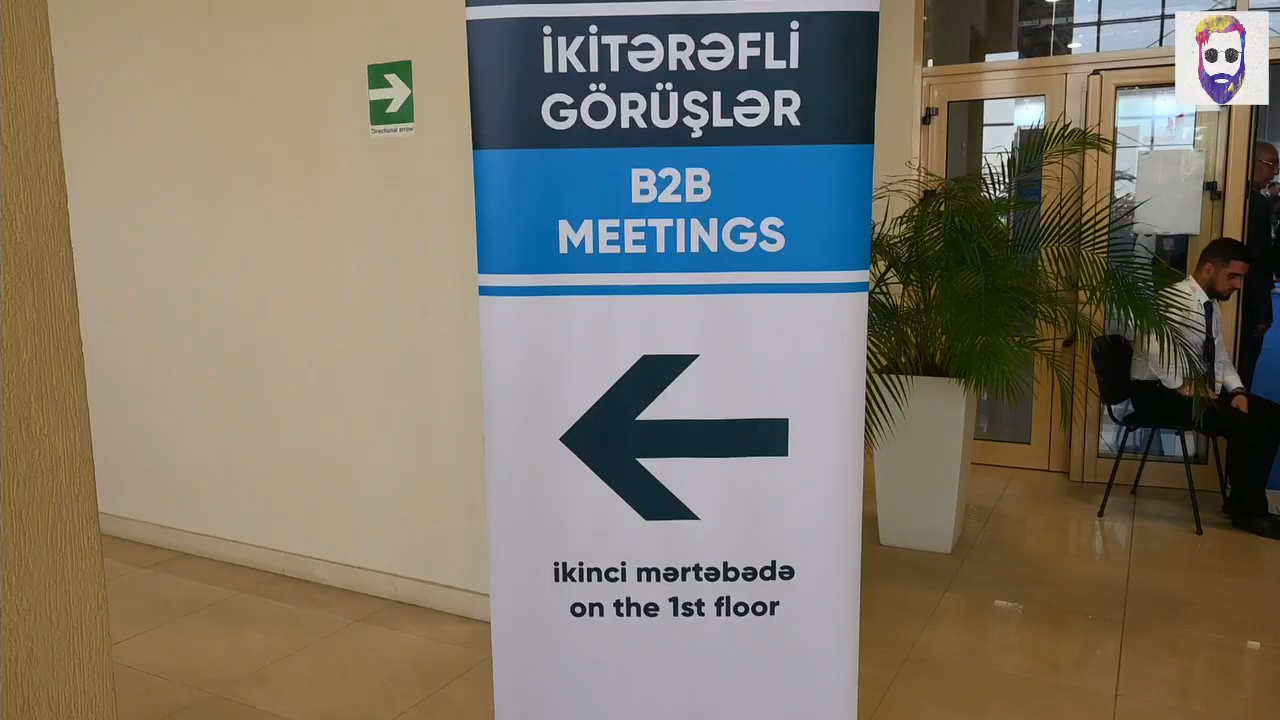 İKİTƏRƏFLİ
GÖRÜŞLƏR
B2B
MEETINGS
Directional arrow
ikinci mərtəbədə
on the 1st floor